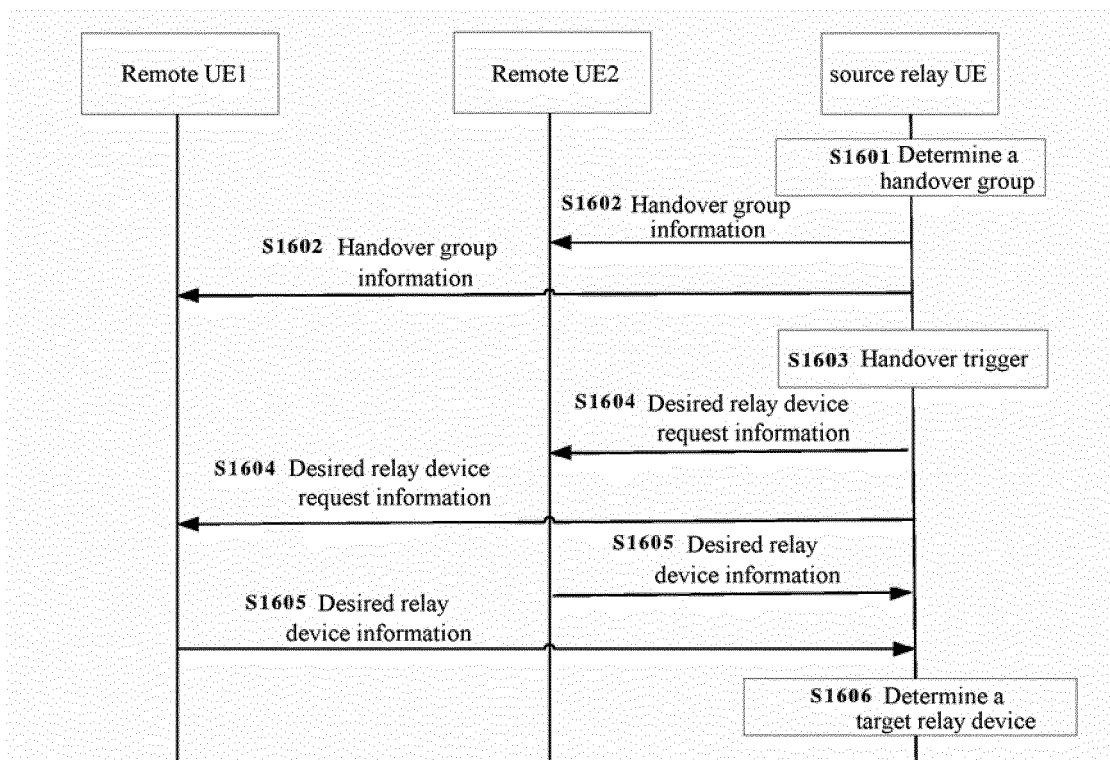 Remote UE1
Remote UE2
source relay UE
S1601 Determine a
handover group
S1602 Handover group
information
S1602 Handover group
information
S1603 Handover trigger
S1604 Desired relay device
request information
S1604 Desired relay device
request information
S1605 Desired relay
device information
S1605 Desired relay
device information
S1606 Determine a
target relay device